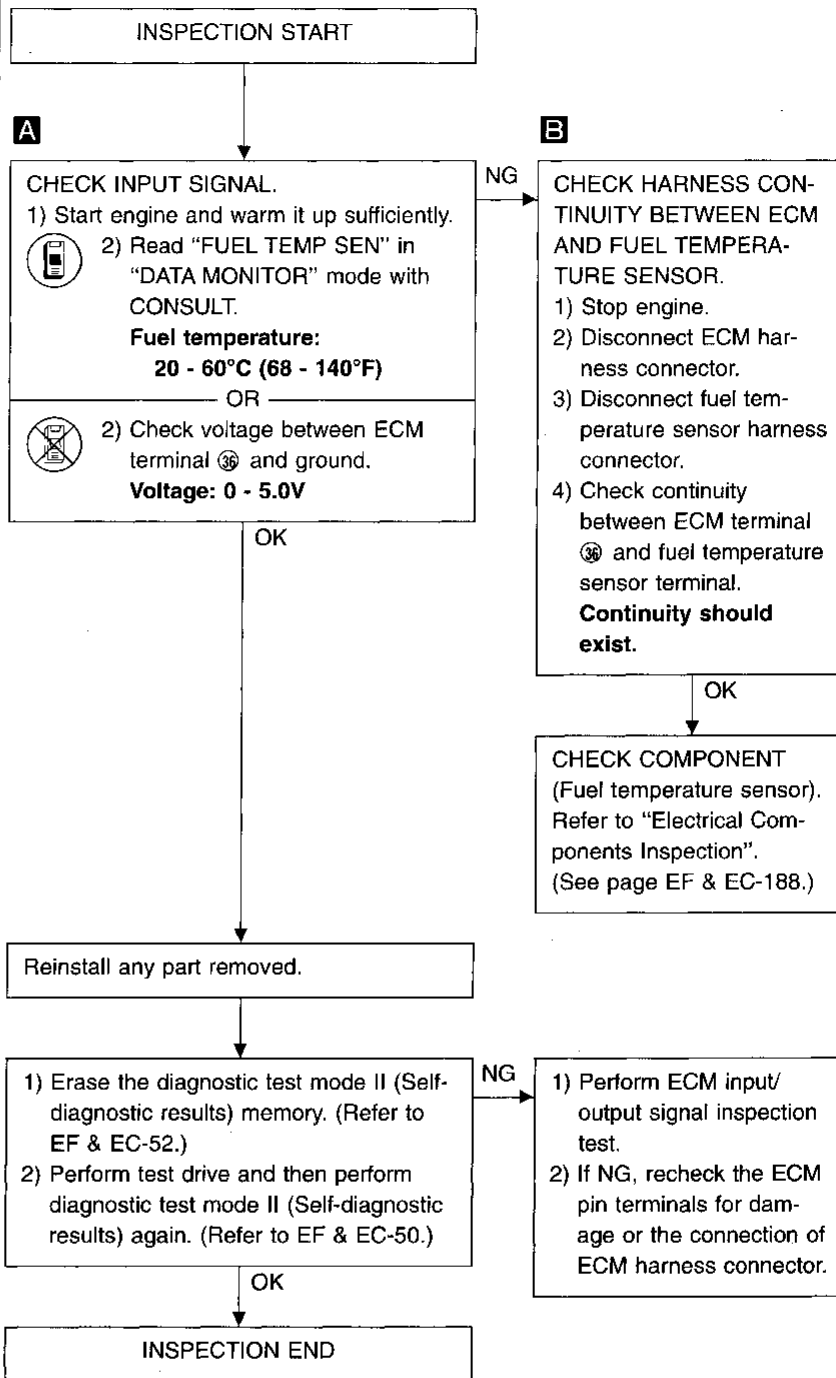 INSPECTION START
A
CHECK INPUT SIGNAL.
1) Start engine and warm it up sufficiently.
2) Read “FUEL TEMP SEN” in
“DATA MONITOR” mode with
CONSULT.
Fuel temperature:
20 - 60°C (68 - 140°F)
OR
2) Check voltage between ECM
terminal ㊱ and ground.
Voltage: 0 - 5.0V
NG
OK
B
CHECK HARNESS CON-
TINUITY BETWEEN ECM
AND FUEL TEMPERA-
TURE SENSOR.
1) Stop engine.
2) Disconnect ECM har-
ness connector.
3) Disconnect fuel tem-
perature sensor harness
connector.
4) Check continuity
between ECM terminal
㊱ and fuel temperature
sensor terminal.
Continuity should
exist.
OK
CHECK COMPONENT
(Fuel temperature sensor).
Refer to “Electrical Com-
ponents Inspection”.
(See page EF & EC-188.)
Reinstall any part removed.
1) Erase the diagnostic test mode II (Self-
diagnostic results) memory. (Refer to
EF & EC-52.)
2) Perform test drive and then perform
diagnostic test mode II (Self-diagnostic
results) again. (Refer to EF & EC-50.)
NG
1) Perform ECM input/
output signal inspection
test.
2) If NG, recheck the ECM
pin terminals for dam-
age or the connection of
ECM harness connector.
OK
INSPECTION END